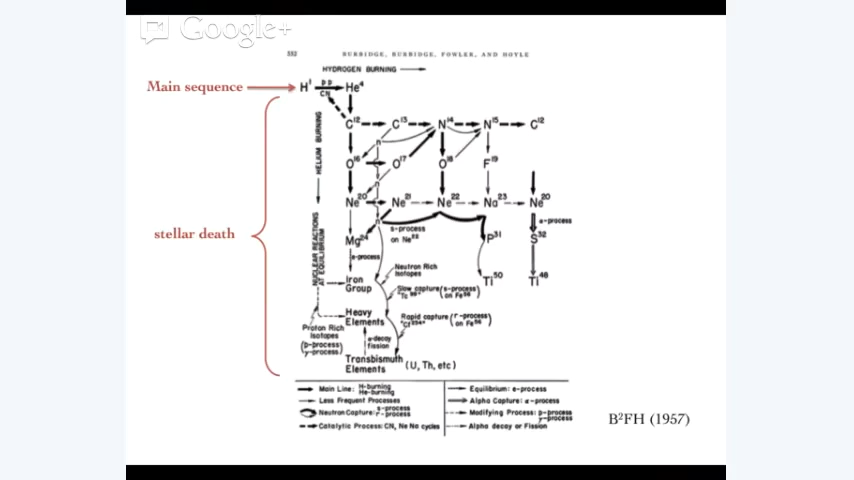 Google+
332 BURBIDGE, BURBIDGE, FOWLER, AND HOYLE
HYDROGEN BURNING
Main sequence
H¹ PP CN He⁴
C¹² C¹³ N¹⁴ N¹⁵ C¹²
HELIUM BURNING
n
O¹⁶ O¹⁷ O¹⁸ F¹⁹
n
Ne²⁰ Ne²¹ Ne²² Na²³ Ne²⁰
stellar death
NUCLEAR REACTIONS
AT EQUILIBRIUM
n
s-process
on Ne²²
α-process
Mg²⁴ P³¹ S³²
α-process
Iron
Group
Neutron Rich
Isotopes
Ti⁵⁰ Ti⁴⁸
Slow capture (s-process
on Fe⁵⁶)
Heavy
Elements
Rapid capture (r-process
on Fe⁵⁶)
"Cf²⁵⁴"
Proton Rich
Isotopes
(p-process)
γ-process
α-decay
fission
Transbismuth
Elements
(U, Th, etc)
Main Line: H-burning
He-burning
Equilibrium: e-process
Less Frequent Processes
Alpha Capture: α-process
Neutron Capture: s-process
r-process
Modifying Process: p-process
γ-process
Catalytic Process: CN, Ne Na cycles
Alpha decay or Fission
B²FH (1957)